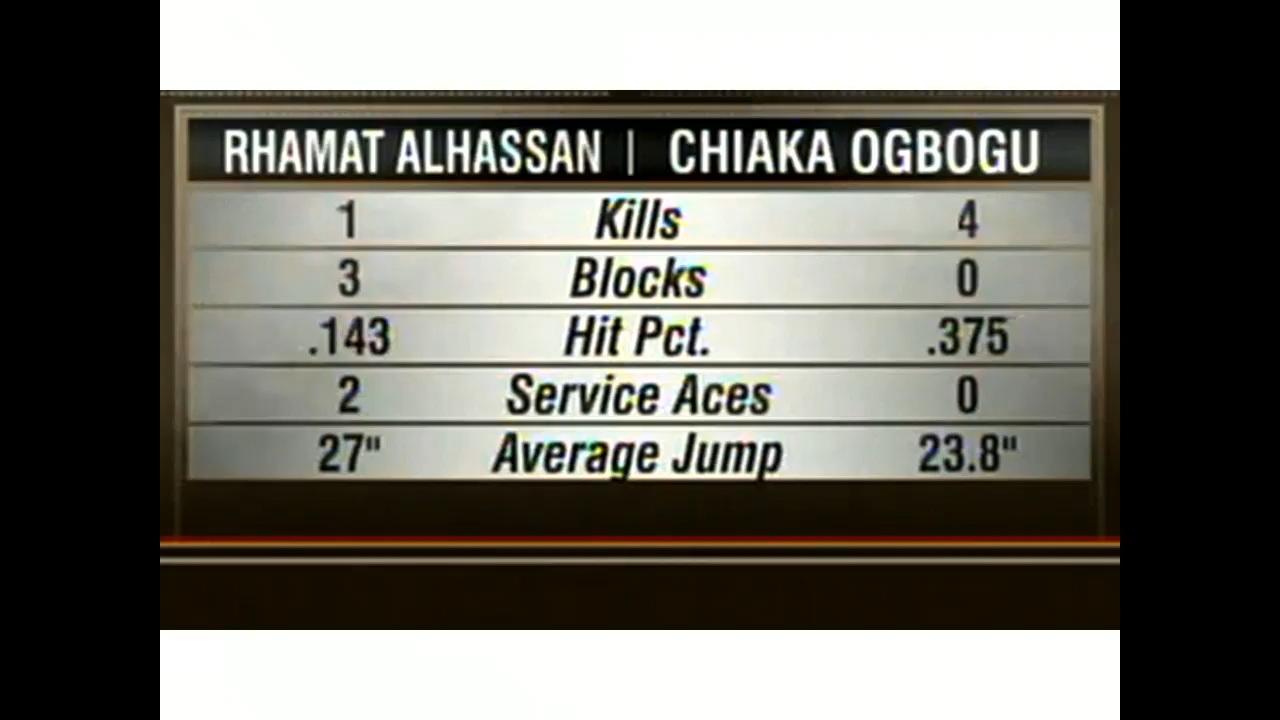 RHAMAT ALHASSAN | CHIAKA OGBOGU
1 Kills 4
3 Blocks 0
.143 Hit Pct. .375
2 Service Aces 0
27" Average Jump 23.8"